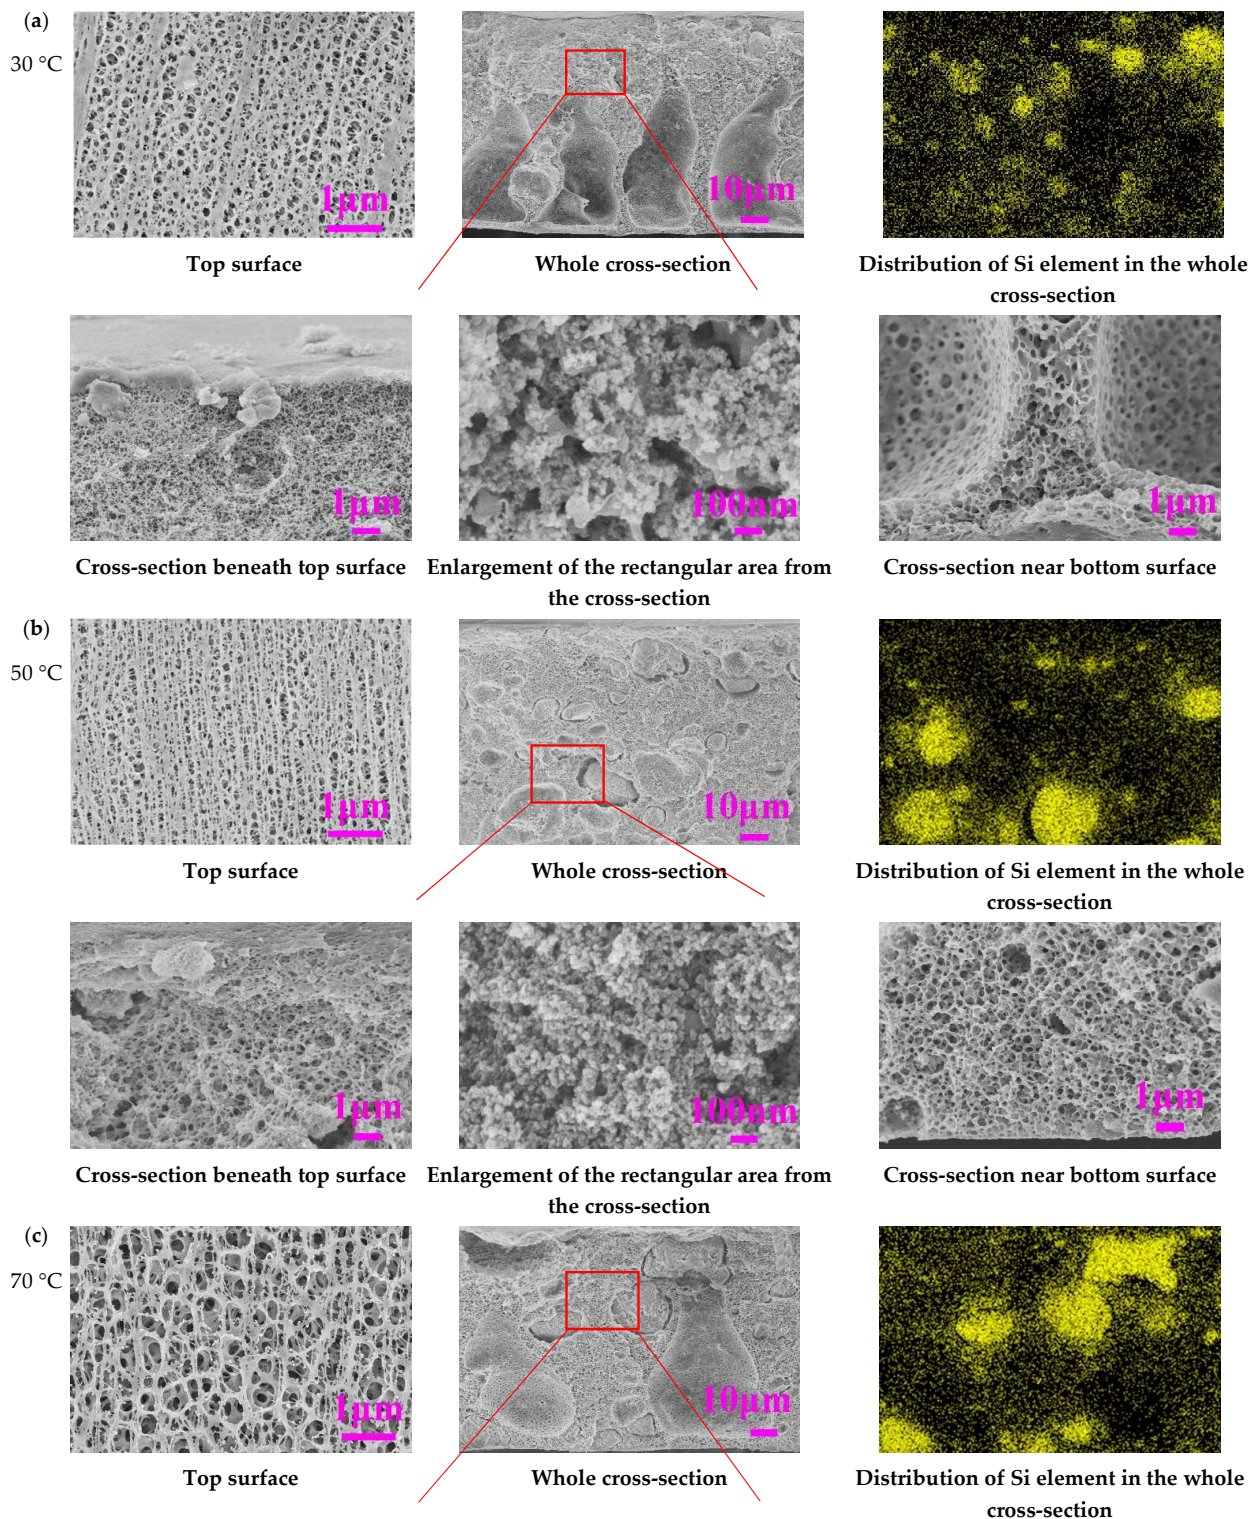 (a)
30 °C
1μm
10μm
Top surface
Whole cross-section
Distribution of Si element in the whole
cross-section
1μm
100nm
1μm
Cross-section beneath top surface
Enlargement of the rectangular area from
the cross-section
Cross-section near bottom surface
(b)
50 °C
1μm
10μm
Top surface
Whole cross-section
Distribution of Si element in the whole
cross-section
1μm
100nm
1μm
Cross-section beneath top surface
Enlargement of the rectangular area from
the cross-section
Cross-section near bottom surface
(c)
70 °C
1μm
10μm
Top surface
Whole cross-section
Distribution of Si element in the whole
cross-section